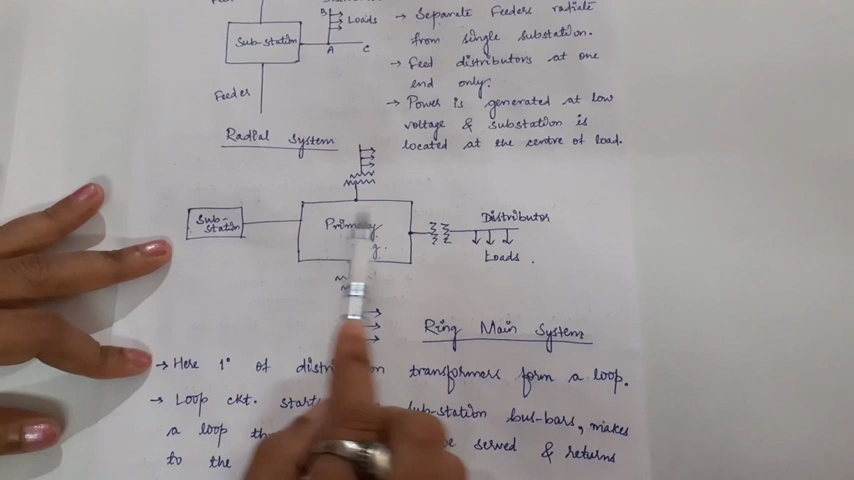 B
Loads
Sub-station
A
C
Feeder
→ Separate Feeders radiate
from single substation.
→ Feed distributors at one
end only.
→ Power is generated at low
voltage & substation is
located at the centre of load.
Radial System
Sub-
station
Distributor
Loads.
Ring Main System
→ Here 1° of distribution transformers form a loop.
→ Loop ckt. starts sub-station bus-bars, makes
a loop served & returns
to the